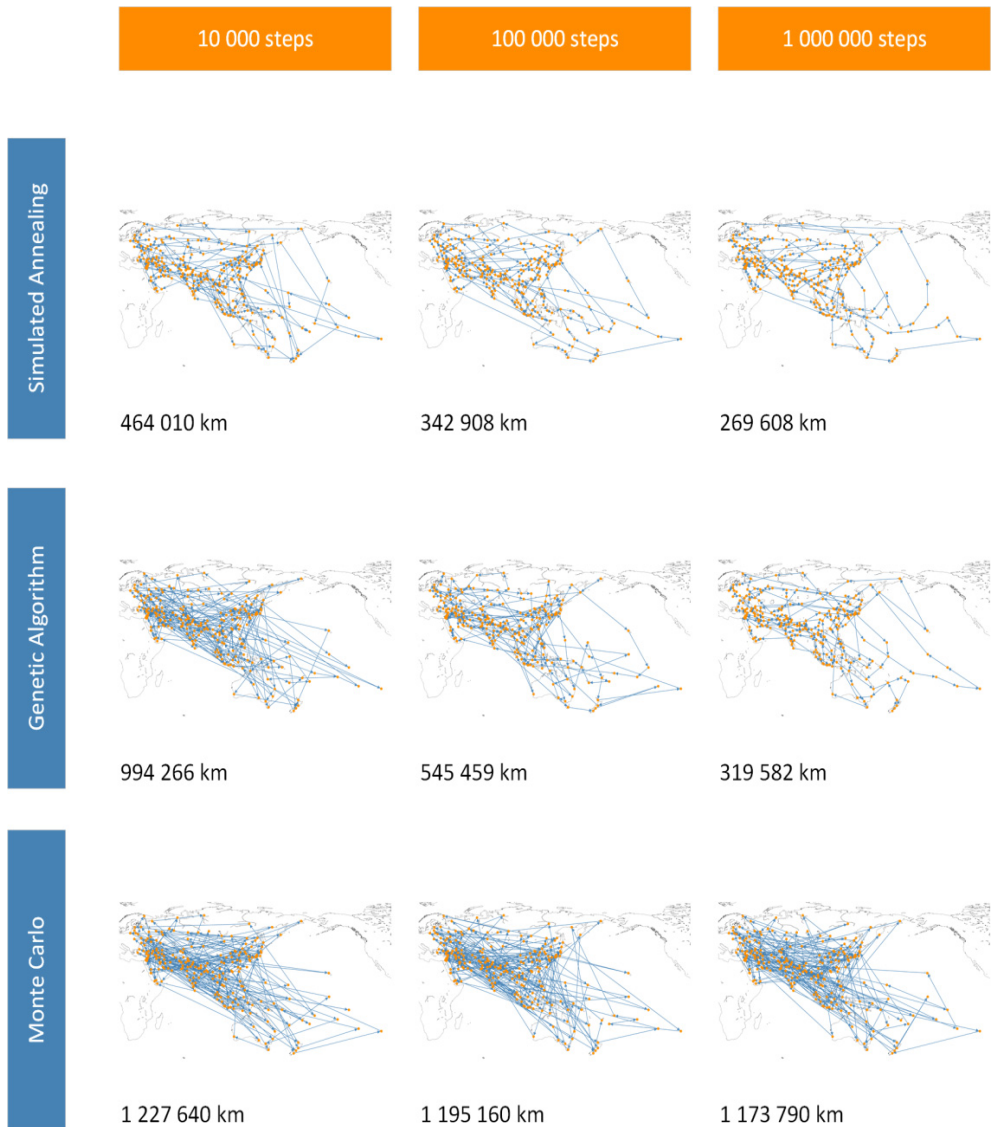 10 000 steps
100 000 steps
1 000 000 steps
Simulated Annealing
464 010 km
342 908 km
269 608 km
Genetic Algorithm
994 266 km
545 459 km
319 582 km
Monte Carlo
1 227 640 km
1 195 160 km
1 173 790 km